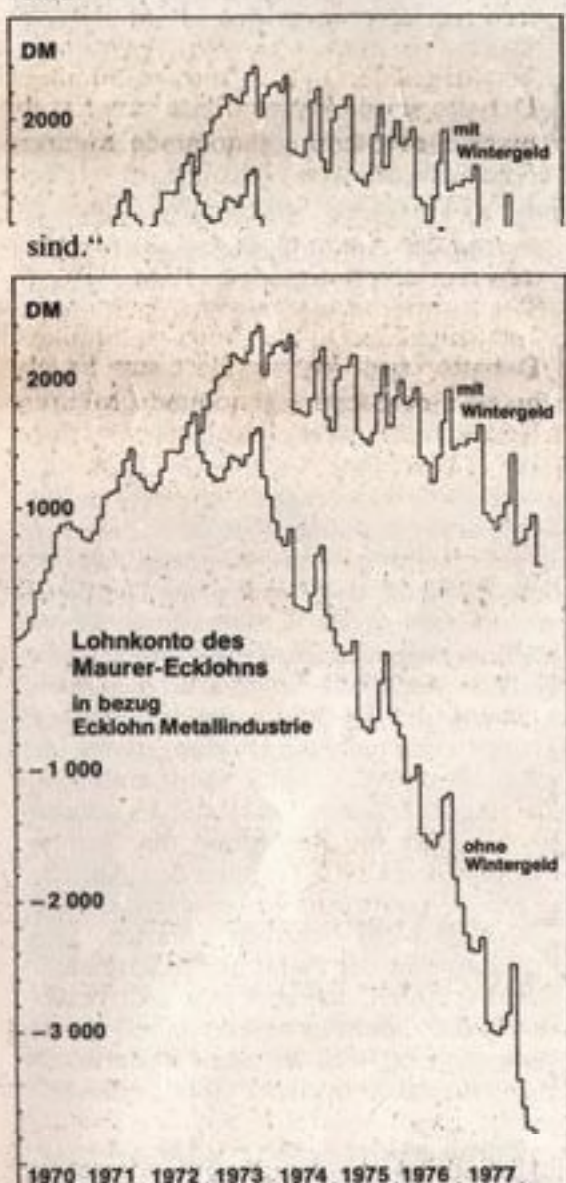 DM
2000
mit
Wintergeld
sind.“
DM
2000
mit
Wintergeld
1000
Lohnkonto des
Maurer-Ecklohns
in bezug
Ecklohn Metallindustrie
–1 000
ohne
Wintergeld
–2 000
–3 000
1970 1971 1972 1973 1974 1975 1976 1977